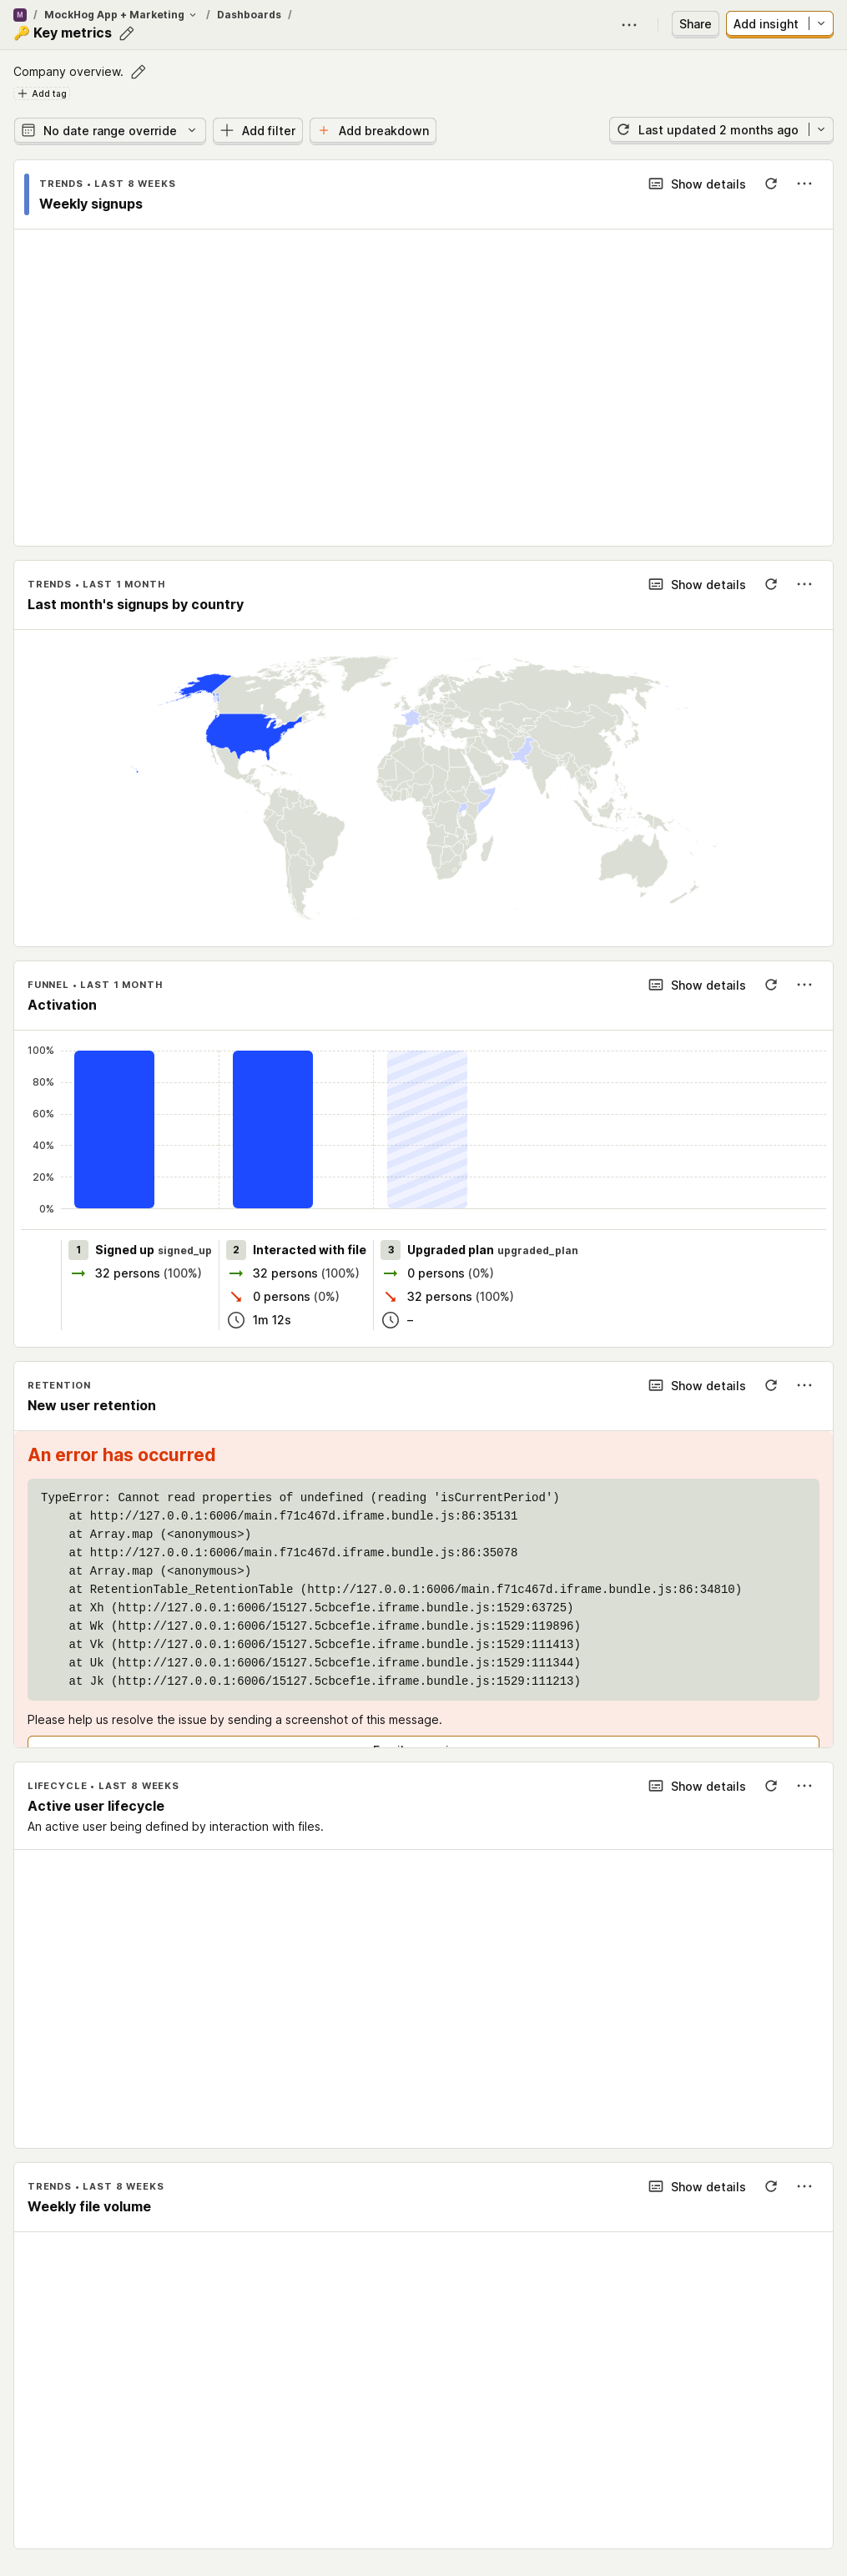 M / MockHog App + Marketing / Dashboards /
🔑 Key metrics
Share
Add insight
Company overview.
Add tag
No date range override
Add filter
Add breakdown
Last updated 2 months ago
TRENDS • LAST 8 WEEKS
Show details
Weekly signups
TRENDS • LAST 1 MONTH
Show details
Last month's signups by country
FUNNEL • LAST 1 MONTH
Show details
Activation
100%
80%
60%
40%
20%
0%
1 Signed up signed_up
32 persons (100%)
2 Interacted with file
32 persons (100%)
0 persons (0%)
1m 12s
3 Upgraded plan upgraded_plan
0 persons (0%)
32 persons (100%)
–
RETENTION
Show details
New user retention
An error has occurred
TypeError: Cannot read properties of undefined (reading 'isCurrentPeriod')
at http://127.0.0.1:6006/main.f71c467d.iframe.bundle.js:86:35131
at Array.map (<anonymous>)
at http://127.0.0.1:6006/main.f71c467d.iframe.bundle.js:86:35078
at Array.map (<anonymous>)
at RetentionTable_RetentionTable (http://127.0.0.1:6006/main.f71c467d.iframe.bundle.js:86:34810)
at Xh (http://127.0.0.1:6006/15127.5cbcef1e.iframe.bundle.js:1529:63725)
at Wk (http://127.0.0.1:6006/15127.5cbcef1e.iframe.bundle.js:1529:119896)
at Vk (http://127.0.0.1:6006/15127.5cbcef1e.iframe.bundle.js:1529:111413)
at Uk (http://127.0.0.1:6006/15127.5cbcef1e.iframe.bundle.js:1529:111344)
at Jk (http://127.0.0.1:6006/15127.5cbcef1e.iframe.bundle.js:1529:111213)
Please help us resolve the issue by sending a screenshot of this message.
LIFECYCLE • LAST 8 WEEKS
Show details
Active user lifecycle
An active user being defined by interaction with files.
TRENDS • LAST 8 WEEKS
Show details
Weekly file volume